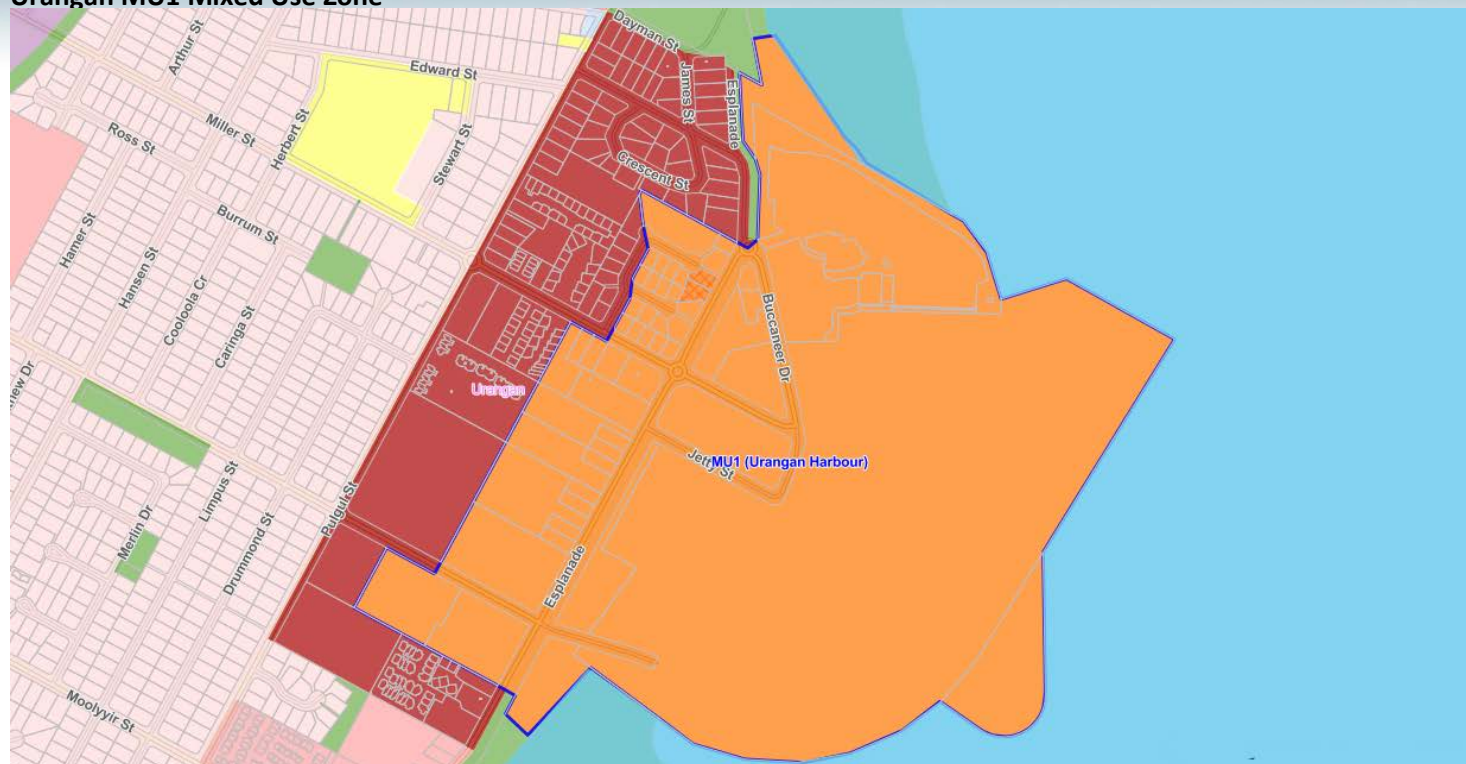 Urangan MU1 Mixed Use Zone
Dayman St
Arthur St
Edward St
James St
Esplanade
Miller St
Herbert St
Ross St
Stewart St
Crescent St
Burrum St
Hamer St
Hansen St
Cooloola Cr
Caringa St
Buccaneer Dr
Urangan
Jetty St
MU1 (Urangan Harbour)
Limpus St
Pulgul St
Merlin Dr
Drummond St
Esplanade
Moolyyir St